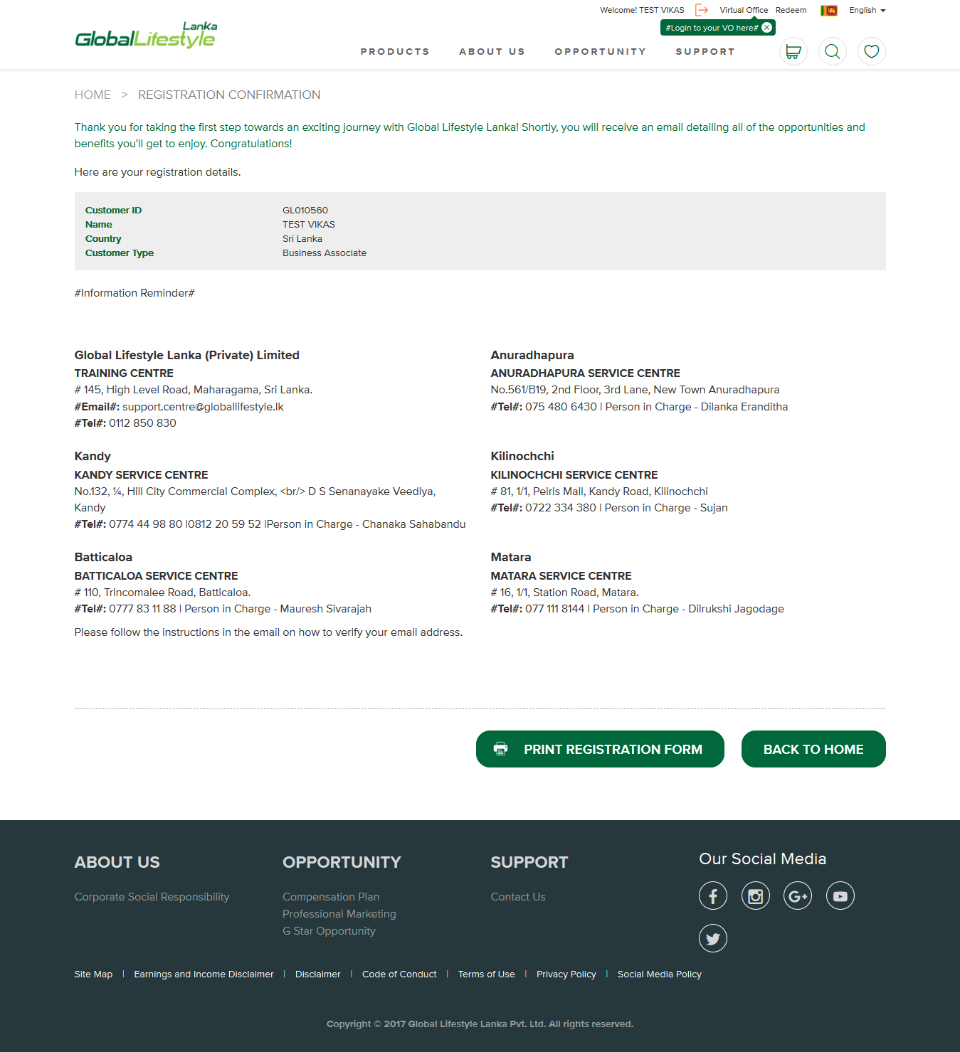 Welcome! TEST VIKAS Virtual Office Redeem English
Lanka
GlobalLifestyle
#Login to your VO here#
PRODUCTS ABOUT US OPPORTUNITY SUPPORT
HOME > REGISTRATION CONFIRMATION
Thank you for taking the first step towards an exciting journey with Global Lifestyle Lanka! Shortly, you will receive an email detailing all of the opportunities and
benefits you'll get to enjoy. Congratulations!
Here are your registration details.
Customer ID GL010560
Name TEST VIKAS
Country Sri Lanka
Customer Type Business Associate
#Information Reminder#
Global Lifestyle Lanka (Private) Limited
TRAINING CENTRE
# 145, High Level Road, Maharagama, Sri Lanka.
#Email#: support.centre@globallifestyle.lk
#Tel#: 0112 850 830
Anuradhapura
ANURADHAPURA SERVICE CENTRE
No.561/B19, 2nd Floor, 3rd Lane, New Town Anuradhapura
#Tel#: 075 480 6430 | Person in Charge - Dilanka Eranditha
Kandy
KANDY SERVICE CENTRE
No.132, ¼, Hill City Commercial Complex, <br/> D S Senanayake Veediya,
Kandy
#Tel#: 0774 44 98 80 |0812 20 59 52 |Person in Charge - Chanaka Sahabandu
Kilinochchi
KILINOCHCHI SERVICE CENTRE
# 81, 1/1, Peiris Mall, Kandy Road, Kilinochchi
#Tel#: 0722 334 380 | Person in Charge - Sujan
Batticaloa
BATTICALOA SERVICE CENTRE
# 110, Trincomalee Road, Batticaloa.
#Tel#: 0777 83 11 88 | Person in Charge - Mauresh Sivarajah
Matara
MATARA SERVICE CENTRE
# 16, 1/1, Station Road, Matara.
#Tel#: 077 111 8144 | Person in Charge - Dilrukshi Jagodage
Please follow the instructions in the email on how to verify your email address.
PRINT REGISTRATION FORM BACK TO HOME
ABOUT US
Corporate Social Responsibility
OPPORTUNITY
Compensation Plan
Professional Marketing
G Star Opportunity
SUPPORT
Contact Us
Our Social Media
Site Map | Earnings and Income Disclaimer | Disclaimer | Code of Conduct | Terms of Use | Privacy Policy | Social Media Policy
Copyright © 2017 Global Lifestyle Lanka Pvt. Ltd. All rights reserved.